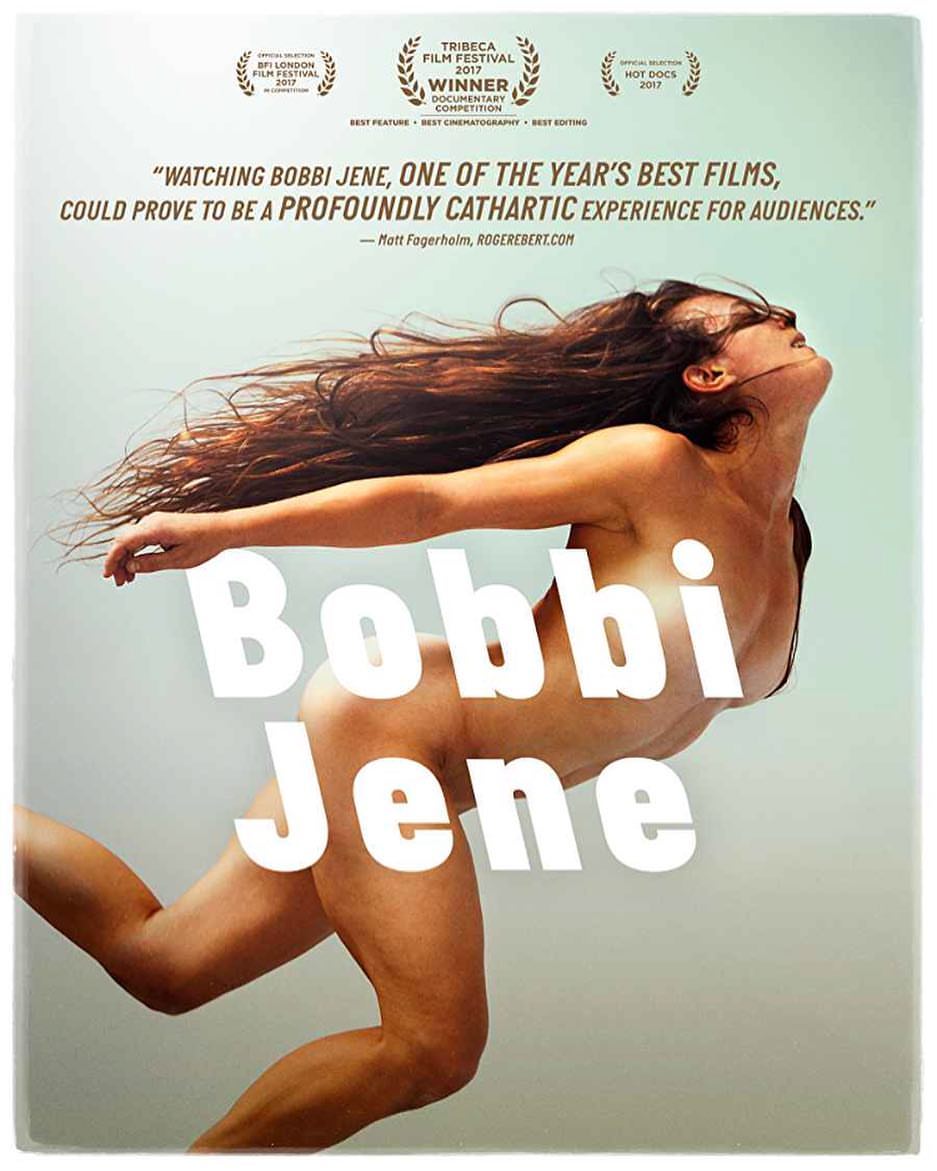 OFFICIAL SELECTION
BFI LONDON
FILM FESTIVAL
2017
IN COMPETITION
TRIBECA
FILM FESTIVAL
2017
WINNER
DOCUMENTARY
COMPETITION
BEST FEATURE • BEST CINEMATOGRAPHY • BEST EDITING
OFFICIAL SELECTION
HOT DOCS
2017
“WATCHING BOBBI JENE, ONE OF THE YEAR’S BEST FILMS,
COULD PROVE TO BE A PROFOUNDLY CATHARTIC EXPERIENCE FOR AUDIENCES.”
— Matt Fagerholm, ROGEREBERT.COM
Bobbi
Jene